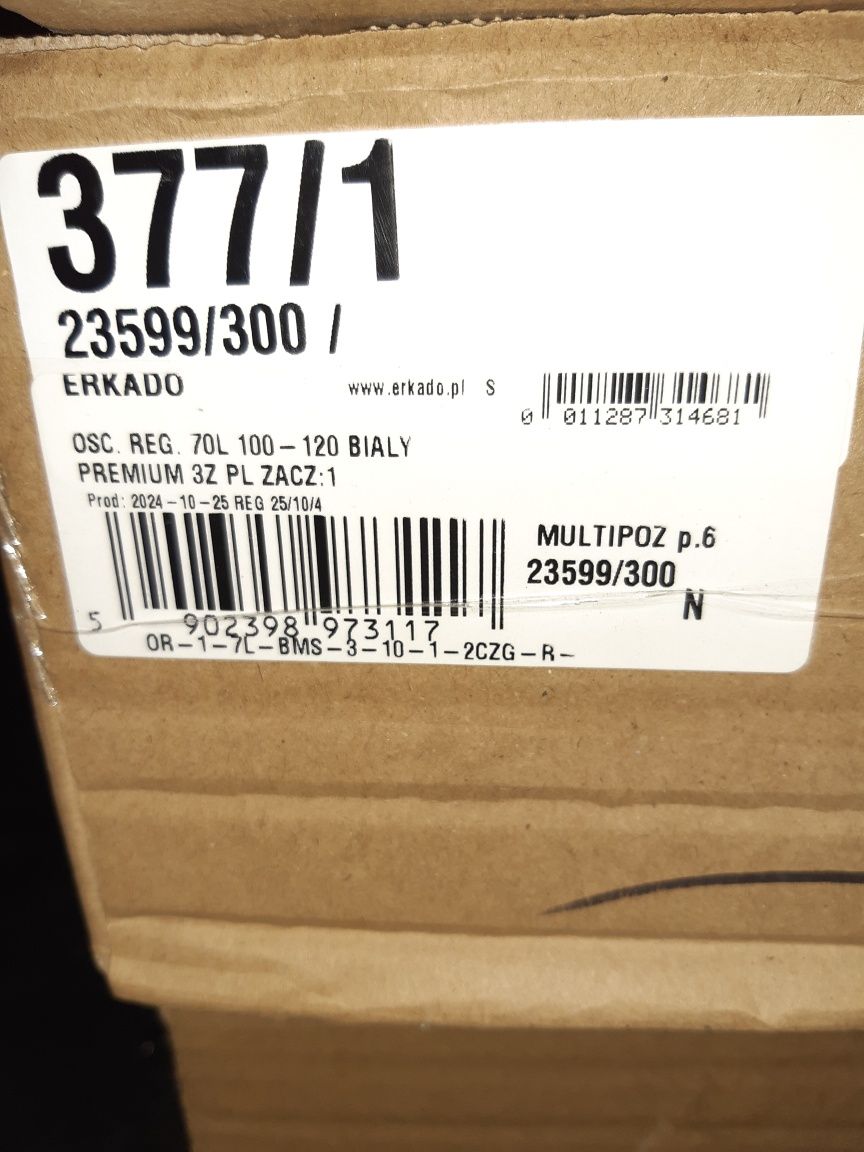 377/1
23599/300 /
ERKADO www.erkado.pl S
0 011287 314681
OSC. REG. 70L 100-120 BIALY
PREMIUM 3Z PL ZACZ:1
Prod: 2024-10-25 REG 25/10/4
MULTIPOZ p.6
23599/300
N
5 902398 973117
OR-1-7L-BMS-3-10-1-2CZG-R-